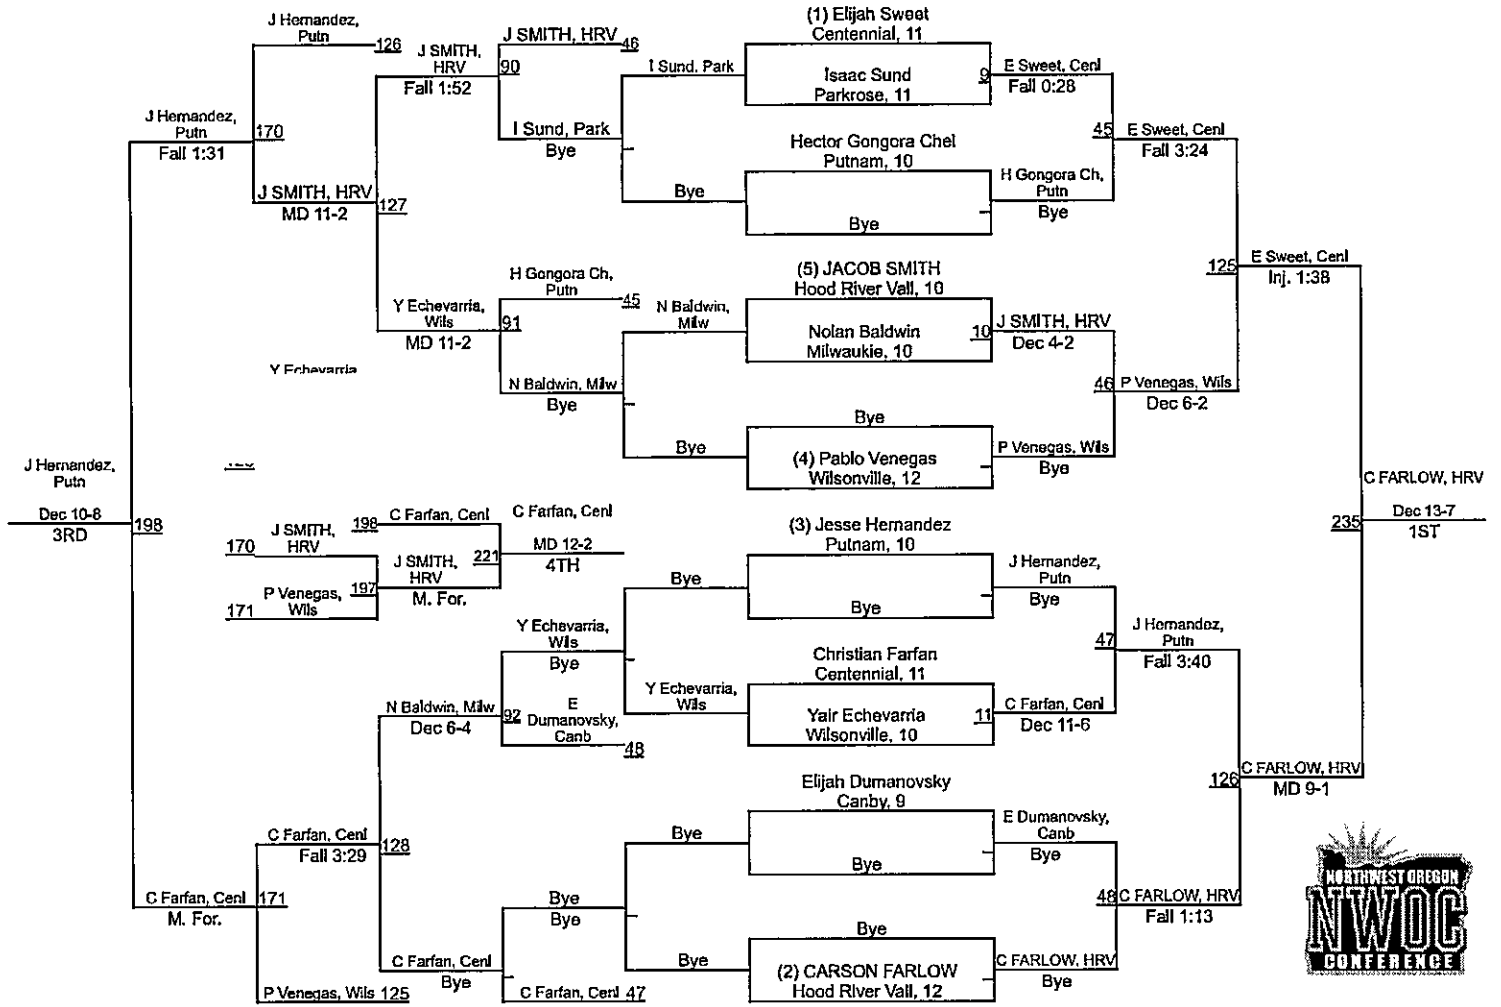 J Hernandez,
Putn
126
J SMITH,
HRV
90
Fall 1:52
J SMITH, HRV
46
I Sund, Park
Bye
I Sund, Park
Bye
(1) Elijah Sweet
Centennial, 11
Isaac Sund
Parkrose, 11
9
E Sweet, Cenl
Fall 0:28
Hector Gongora Chel
Putnam, 10
Bye
H Gongora Ch,
Putn
Bye
45
E Sweet, Cenl
Fall 3:24
J Hernandez,
Putn
Fall 1:31
170
J SMITH, HRV
MD 11-2
127
H Gongora Ch,
Putn
45
Y Echevarria,
Wils
91
MD 11-2
N Baldwin, Milw
Bye
N Baldwin,
Milw
Bye
(5) JACOB SMITH
Hood River Vall, 10
Nolan Baldwin
Milwaukie, 10
10
J SMITH, HRV
Dec 4-2
Bye
(4) Pablo Venegas
Wilsonville, 12
P Venegas, Wils
Bye
46
P Venegas, Wils
Dec 6-2
125
E Sweet, Cenl
Inj. 1:38
Y Echevarria
J Hernandez,
Putn
Dec 10-8
3RD
198
198
C Farfan, Cenl
170
J SMITH,
HRV
171
P Venegas,
Wils
197
J SMITH,
HRV
M. For.
221
C Farfan, Cenl
MD 12-2
4TH
C FARLOW, HRV
235
Dec 13-7
1ST
(3) Jesse Hernandez
Putnam, 10
Bye
Bye
J Hernandez,
Putn
Bye
Y Echevarria,
Wils
Bye
Y Echevarria,
Wils
Christian Farfan
Centennial, 11
Yair Echevarria
Wilsonville, 10
11
C Farfan, Cenl
Dec 11-6
47
J Hernandez,
Putn
Fall 3:40
N Baldwin, Milw
Dec 6-4
92
E
Dumanovsky,
Canb
48
Elijah Dumanovsky
Canby, 9
Bye
Bye
E Dumanovsky,
Canb
Bye
126
C FARLOW, HRV
MD 9-1
C Farfan, Cenl
Fall 3:29
128
C Farfan, Cenl
M. For.
171
Bye
Bye
48
C FARLOW, HRV
Fall 1:13
Bye
(2) CARSON FARLOW
Hood River Vall, 12
Bye
C FARLOW, HRV
Bye
C Farfan, Cenl
Bye
C Farfan, Cenl
47
P Venegas, Wils
125
NORTHWEST OREGON
NWOC
CONFERENCE